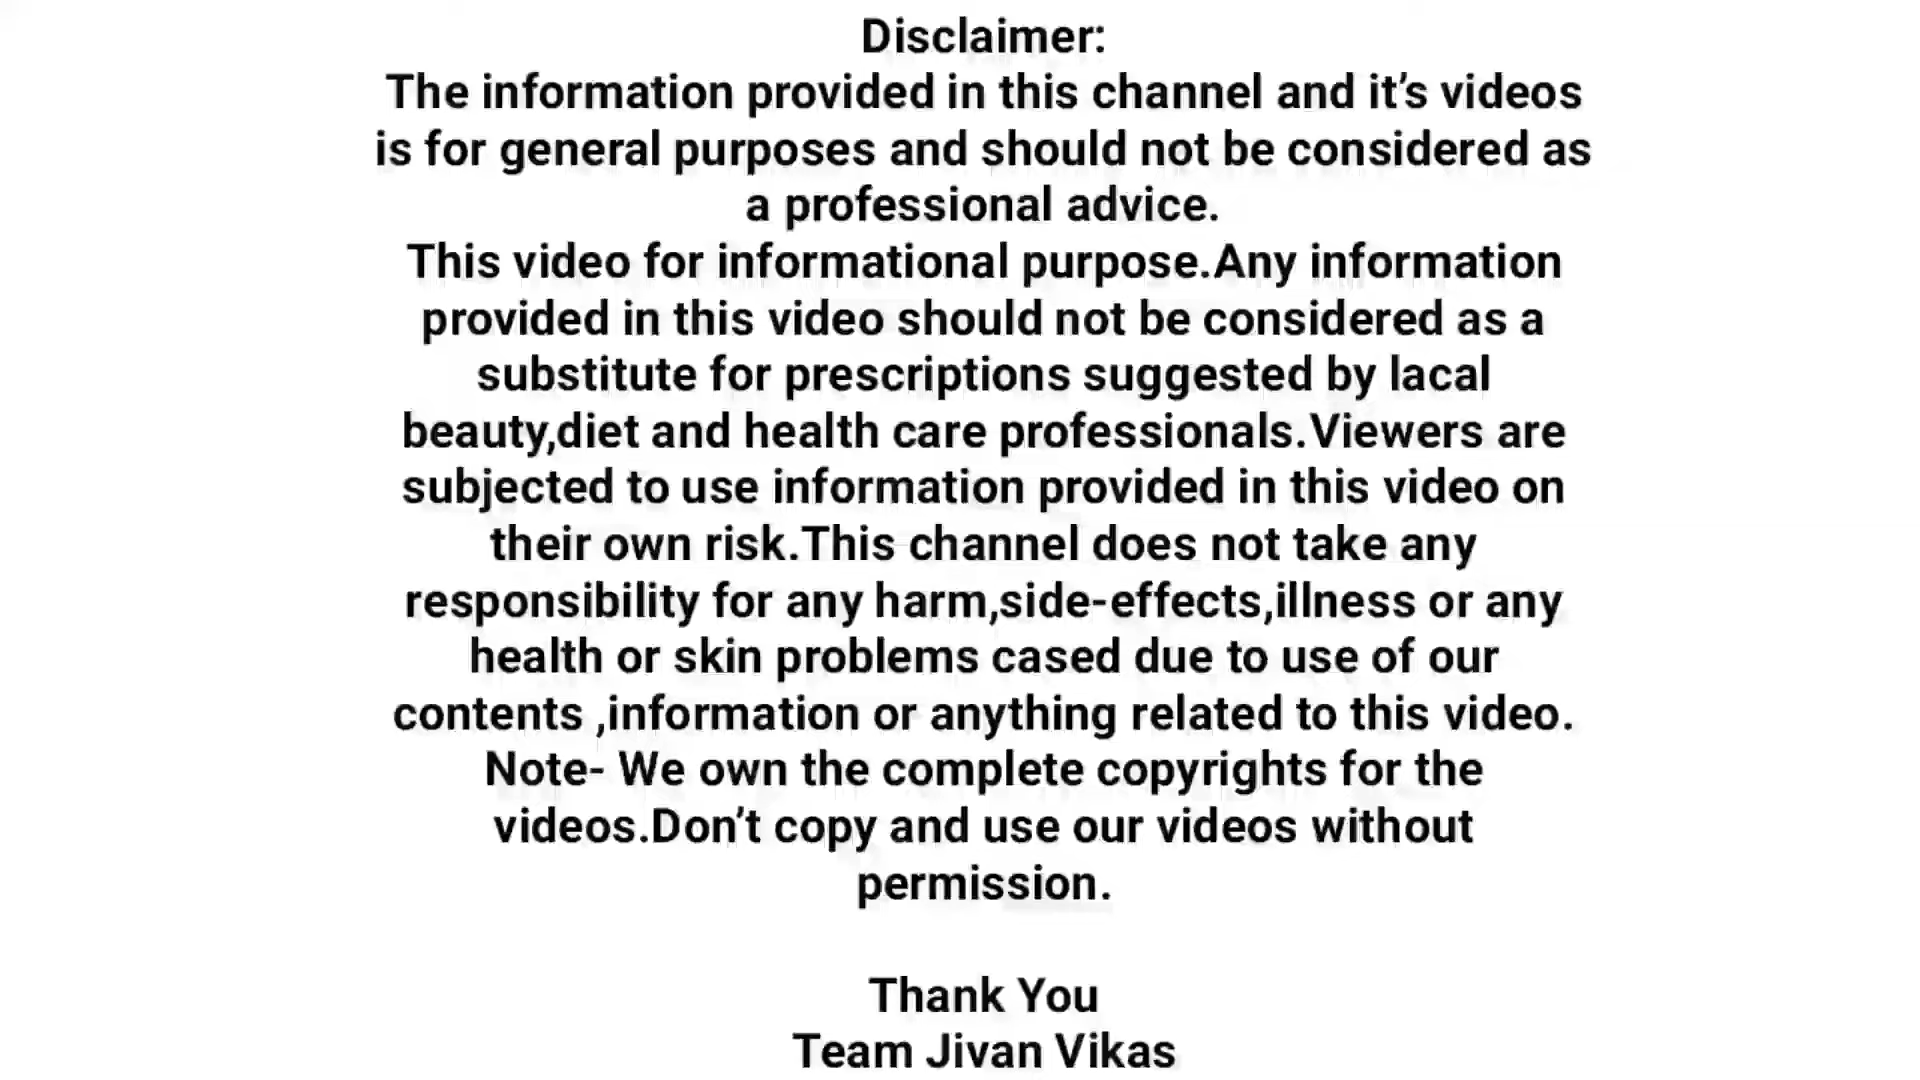 Disclaimer:
The information provided in this channel and it’s videos
is for general purposes and should not be considered as
a professional advice.
This video for informational purpose.Any information
provided in this video should not be considered as a
substitute for prescriptions suggested by lacal
beauty,diet and health care professionals.Viewers are
subjected to use information provided in this video on
their own risk.This channel does not take any
responsibility for any harm,side-effects,illness or any
health or skin problems cased due to use of our
contents ,information or anything related to this video.
Note- We own the complete copyrights for the
videos.Don’t copy and use our videos without
permission.
Thank You
Team Jivan Vikas